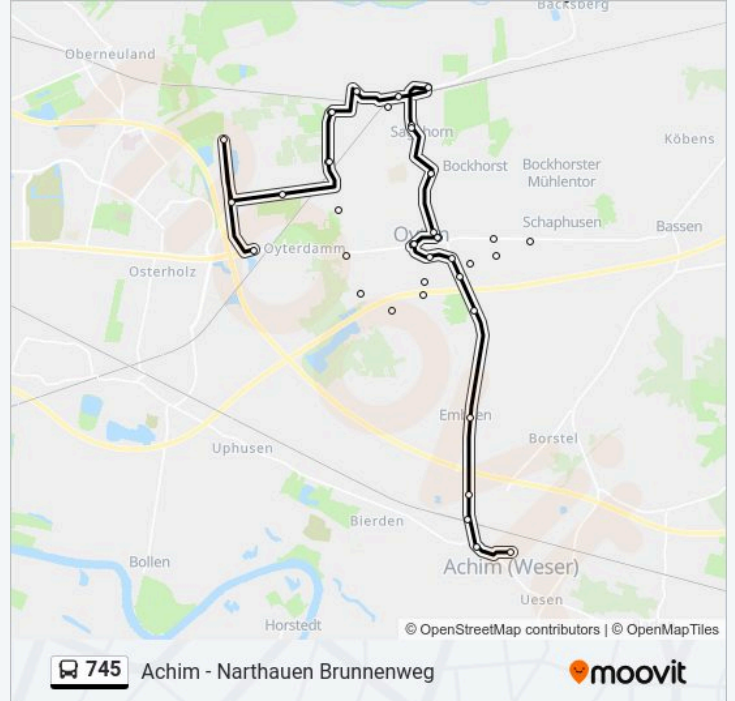 Backsberg
Oberneuland
Köbens
Bockhorst
Bockhorster
Mühlentor
Schaphusen
Bassen
Oyterdamm
Osterholz
Borstel
Uphusen
Bierden
Bollen
Achim (Weser)
Uesen
Horstedt
© OpenStreetMap contributors | © OpenMapTiles
745 Achim - Narthauen Brunnenweg
moovit